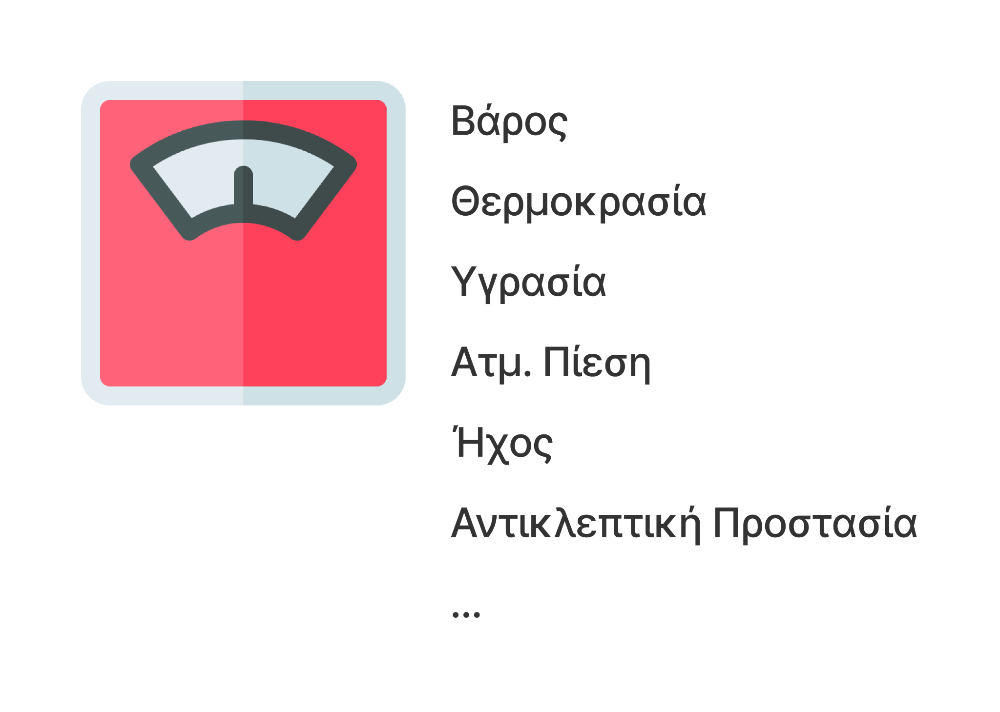 Βάρος
Θερμοκρασία
Υγρασία
Ατμ. Πίεση
Ήχος
Αντικλεπτική Προστασία
...